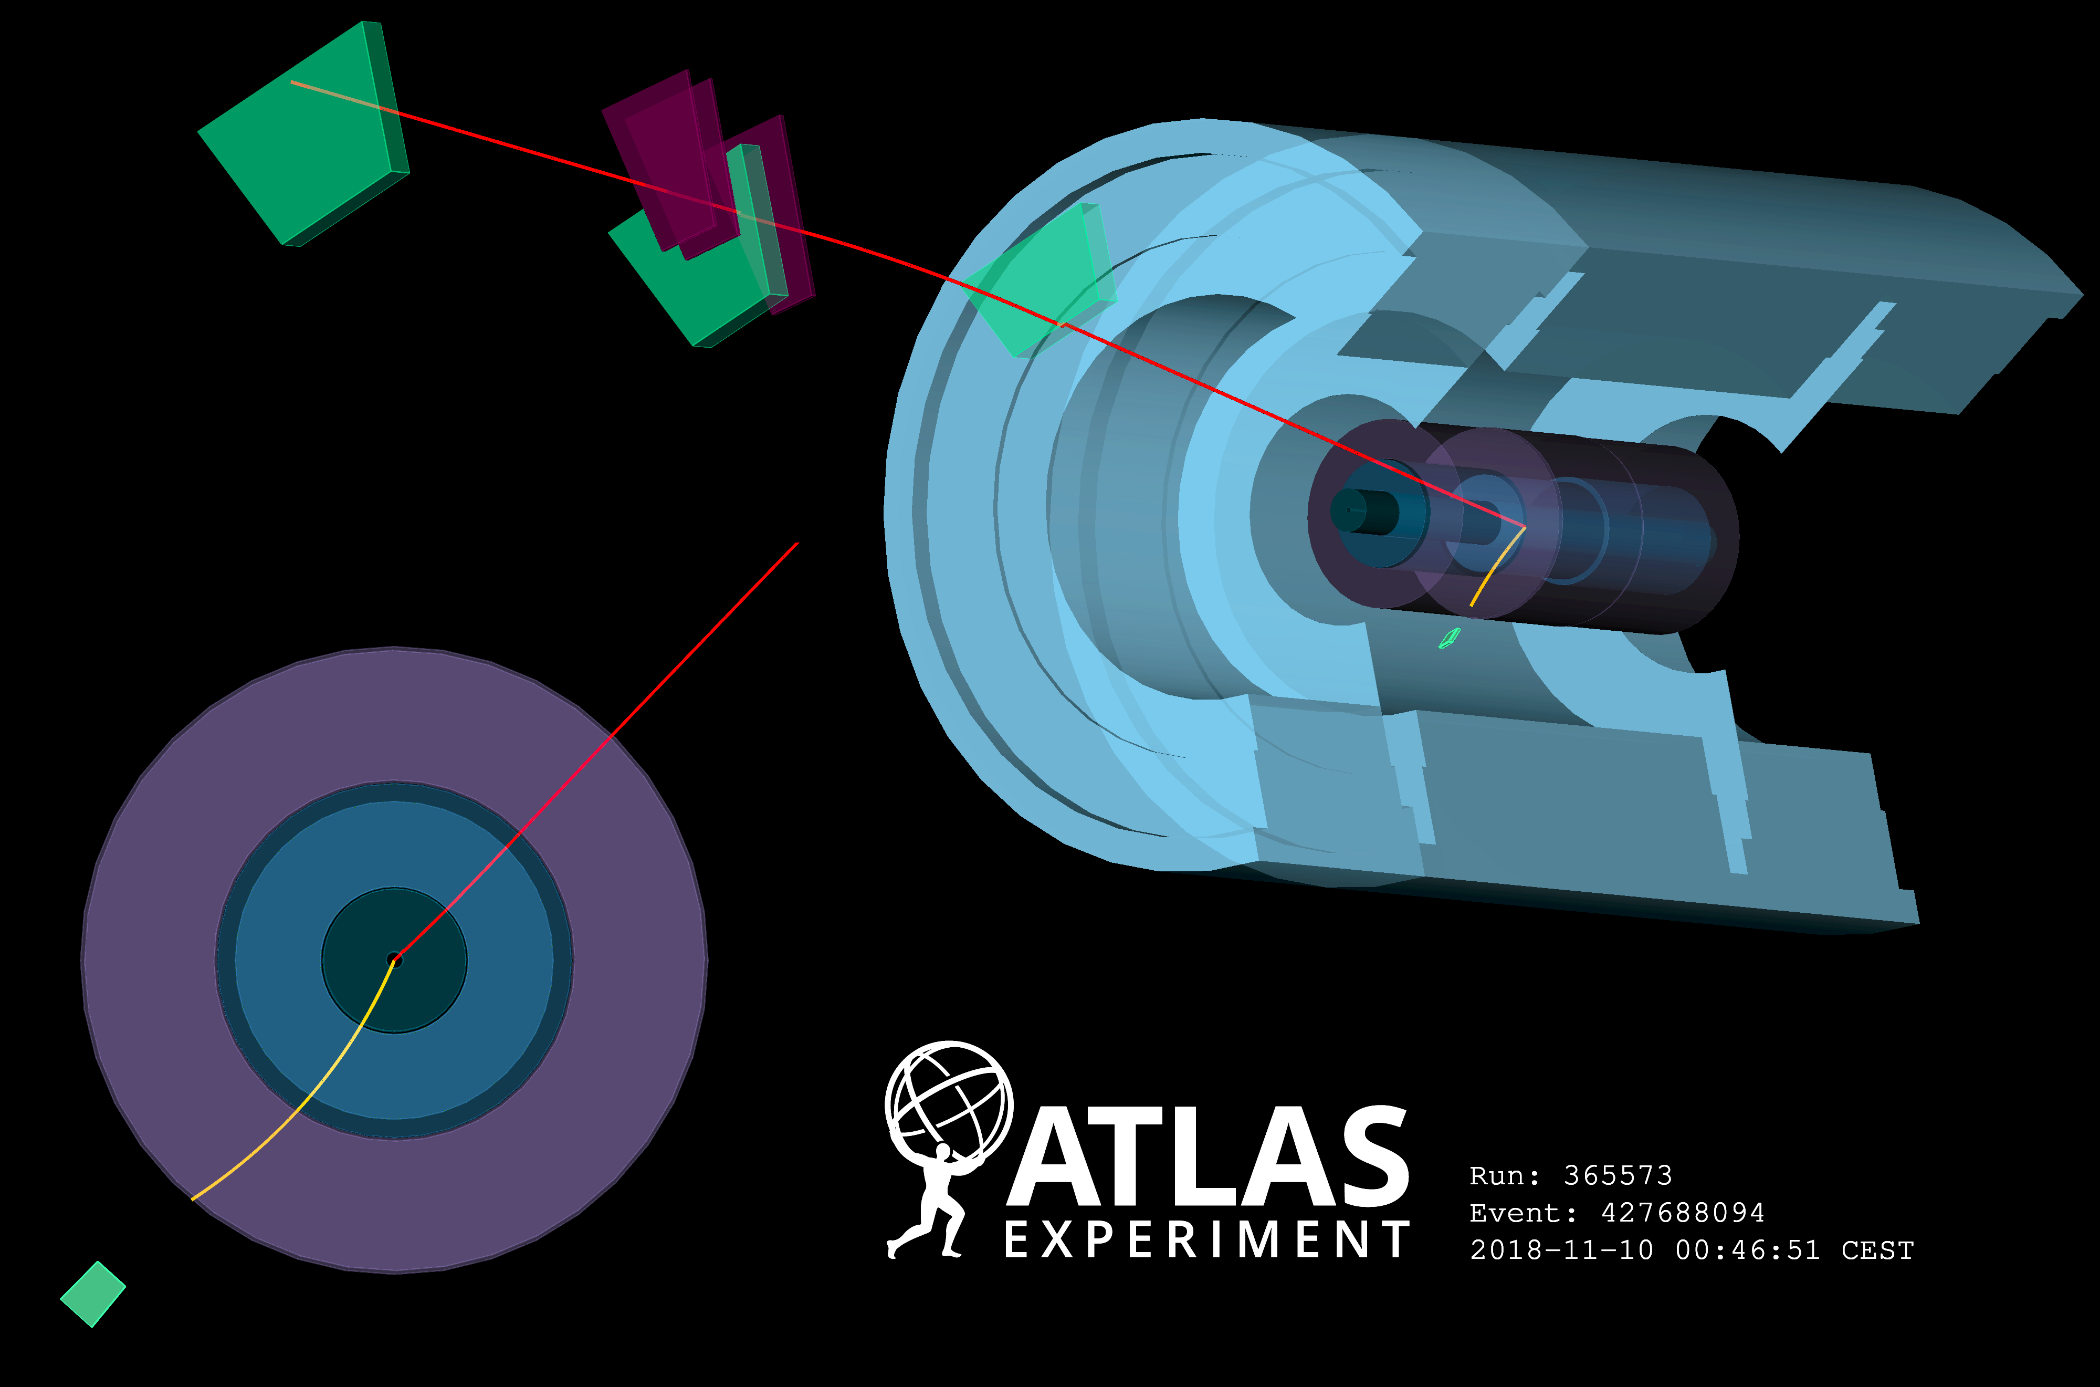 ATLAS
EXPERIMENT
Run: 365573
Event: 427688094
2018-11-10 00:46:51 CEST